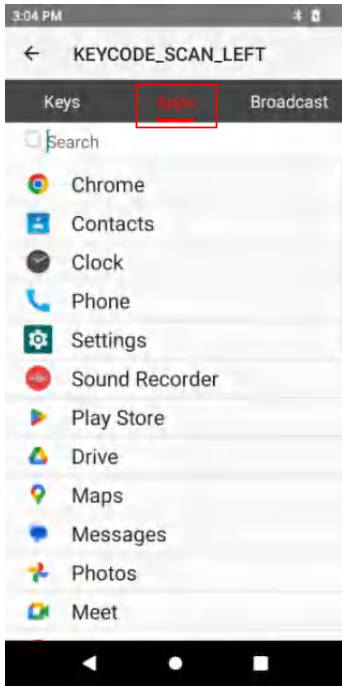 3:04 PM
KEYCODE_SCAN_LEFT
Keys Apps Broadcast
Search
Chrome
Contacts
Clock
Phone
Settings
Sound Recorder
Play Store
Drive
Maps
Messages
Photos
Meet